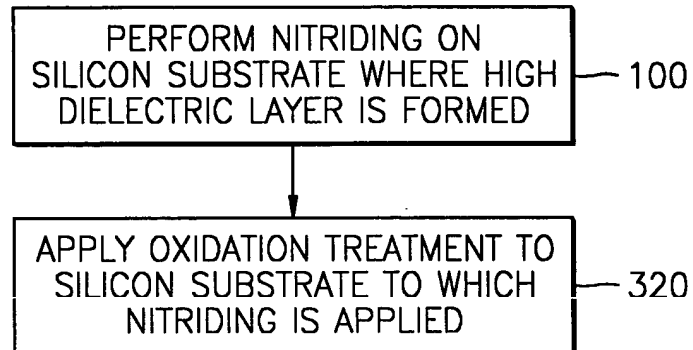 PERFORM NITRIDING ON
SILICON SUBSTRATE WHERE HIGH
DIELECTRIC LAYER IS FORMED
100
APPLY OXIDATION TREATMENT TO
SILICON SUBSTRATE TO WHICH
NITRIDING IS APPLIED
320